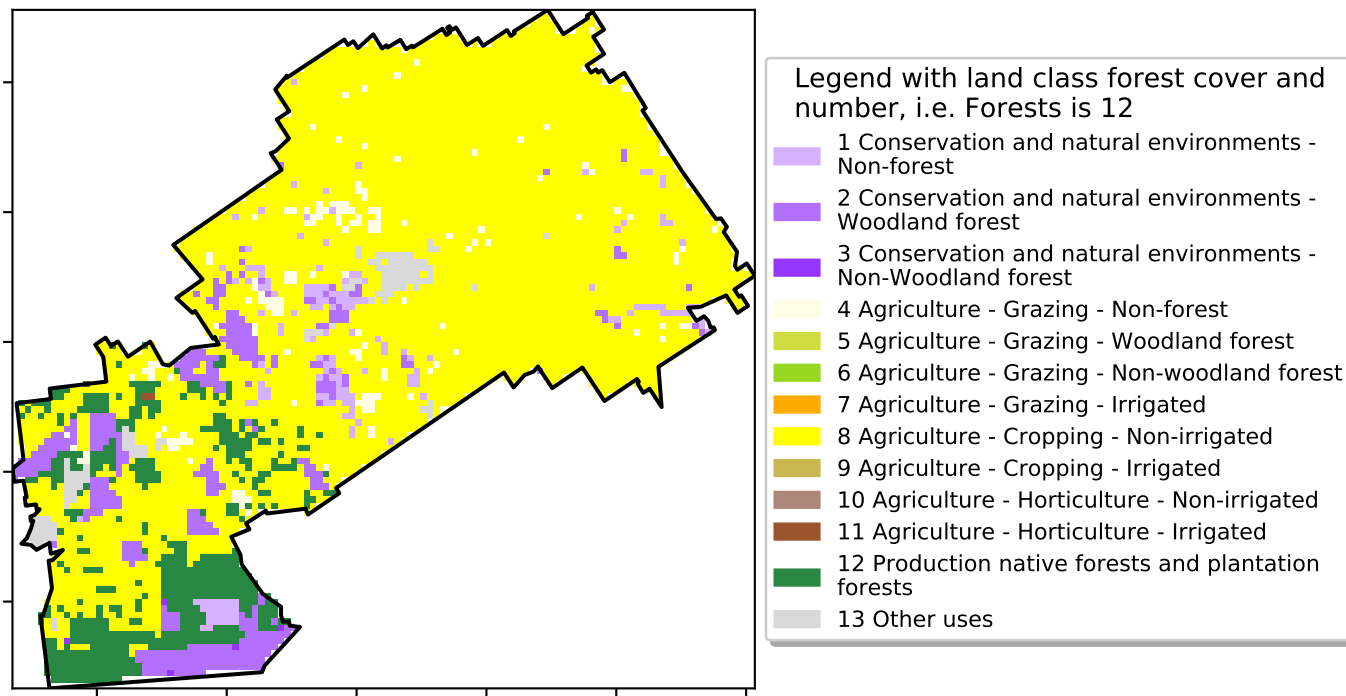 Legend with land class forest cover and
number, i.e. Forests is 12
1 Conservation and natural environments -
Non-forest
2 Conservation and natural environments -
Woodland forest
3 Conservation and natural environments -
Non-Woodland forest
4 Agriculture - Grazing - Non-forest
5 Agriculture - Grazing - Woodland forest
6 Agriculture - Grazing - Non-woodland forest
7 Agriculture - Grazing - Irrigated
8 Agriculture - Cropping - Non-irrigated
9 Agriculture - Cropping - Irrigated
10 Agriculture - Horticulture - Non-irrigated
11 Agriculture - Horticulture - Irrigated
12 Production native forests and plantation
forests
13 Other uses